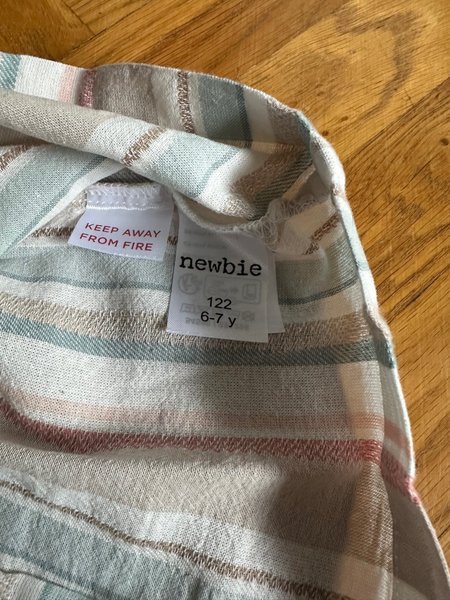 KEEP AWAY
FROM FIRE
newbie
122
6-7 y